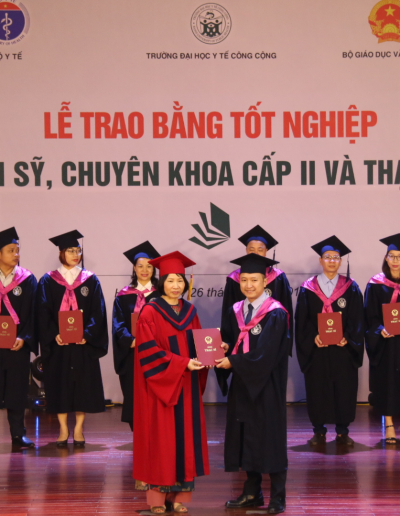 Ộ Y TẾ
TRƯỜNG ĐẠI HỌC Y TẾ CÔNG CỘNG
BỘ GIÁO DỤC VÀ
LỄ TRAO BẰNG TỐT NGHIỆP
N SỸ, CHUYÊN KHOA CẤP II VÀ THẠ
26 th